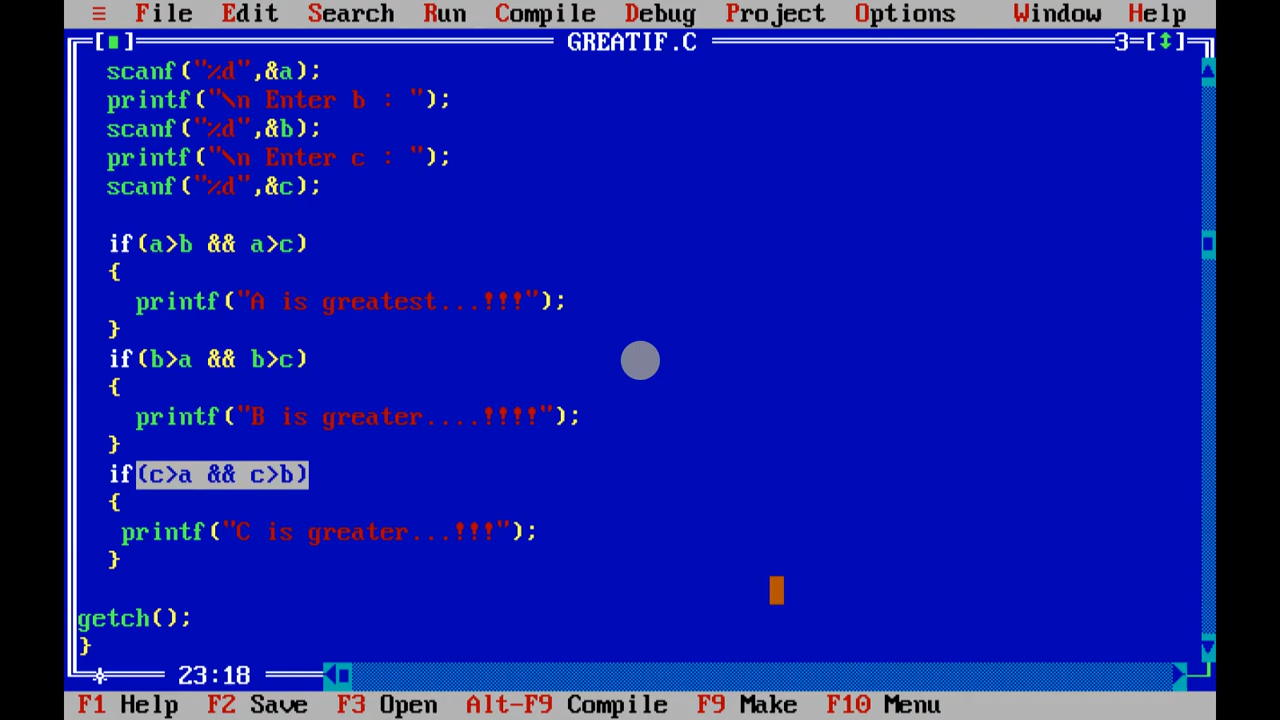 ≡ File Edit Search Run Compile Debug Project Options Window Help
[■] GREATIF.C 3=[↕]
scanf("%d",&a);
printf("\n Enter b : ");
scanf("%d",&b);
printf("\n Enter c : ");
scanf("%d",&c);
if(a>b && a>c)
{
printf("A is greatest...!!!");
}
if(b>a && b>c)
{
printf("B is greater....!!!!");
}
if(c>a && c>b)
{
printf("C is greater...!!!");
}
getch();
}
23:18
F1 Help F2 Save F3 Open Alt-F9 Compile F9 Make F10 Menu